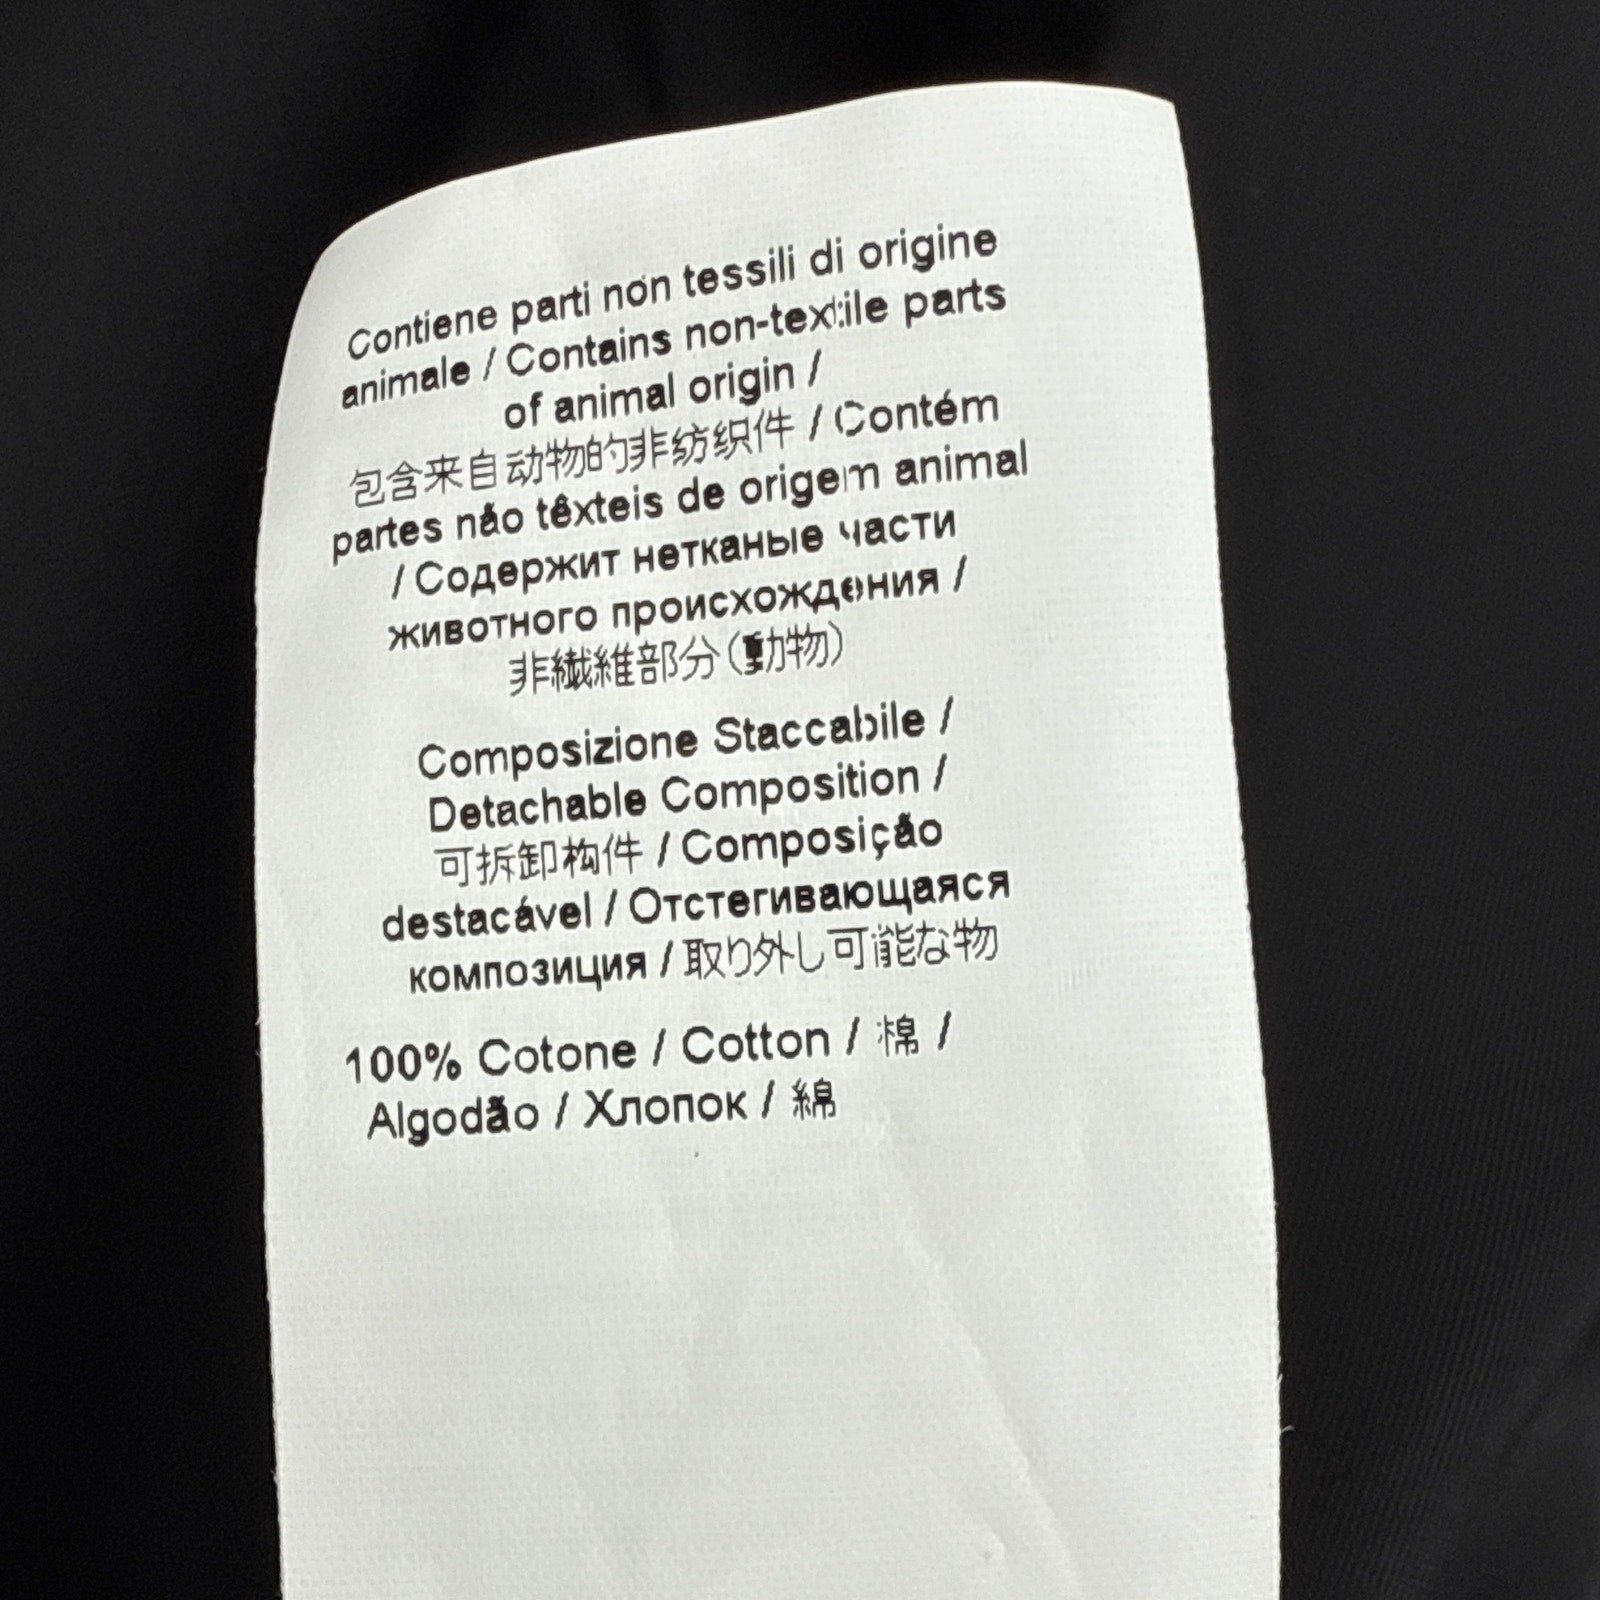 Contiene parti non tessili di origine
animale / Contains non-textile parts
of animal origin /
包含来自动物的非纺织件 / Contém
partes não têxteis de origem animal
/ Содержит нетканые части
животного происхождения /
非繊維部分(動物)
Composizione Staccabile /
Detachable Composition /
可拆卸构件 / Composição
destacável / Отстегивающаяся
композиция / 取り外し可能な物
100% Cotone / Cotton / 棉 /
Algodão / Хлопок / 綿